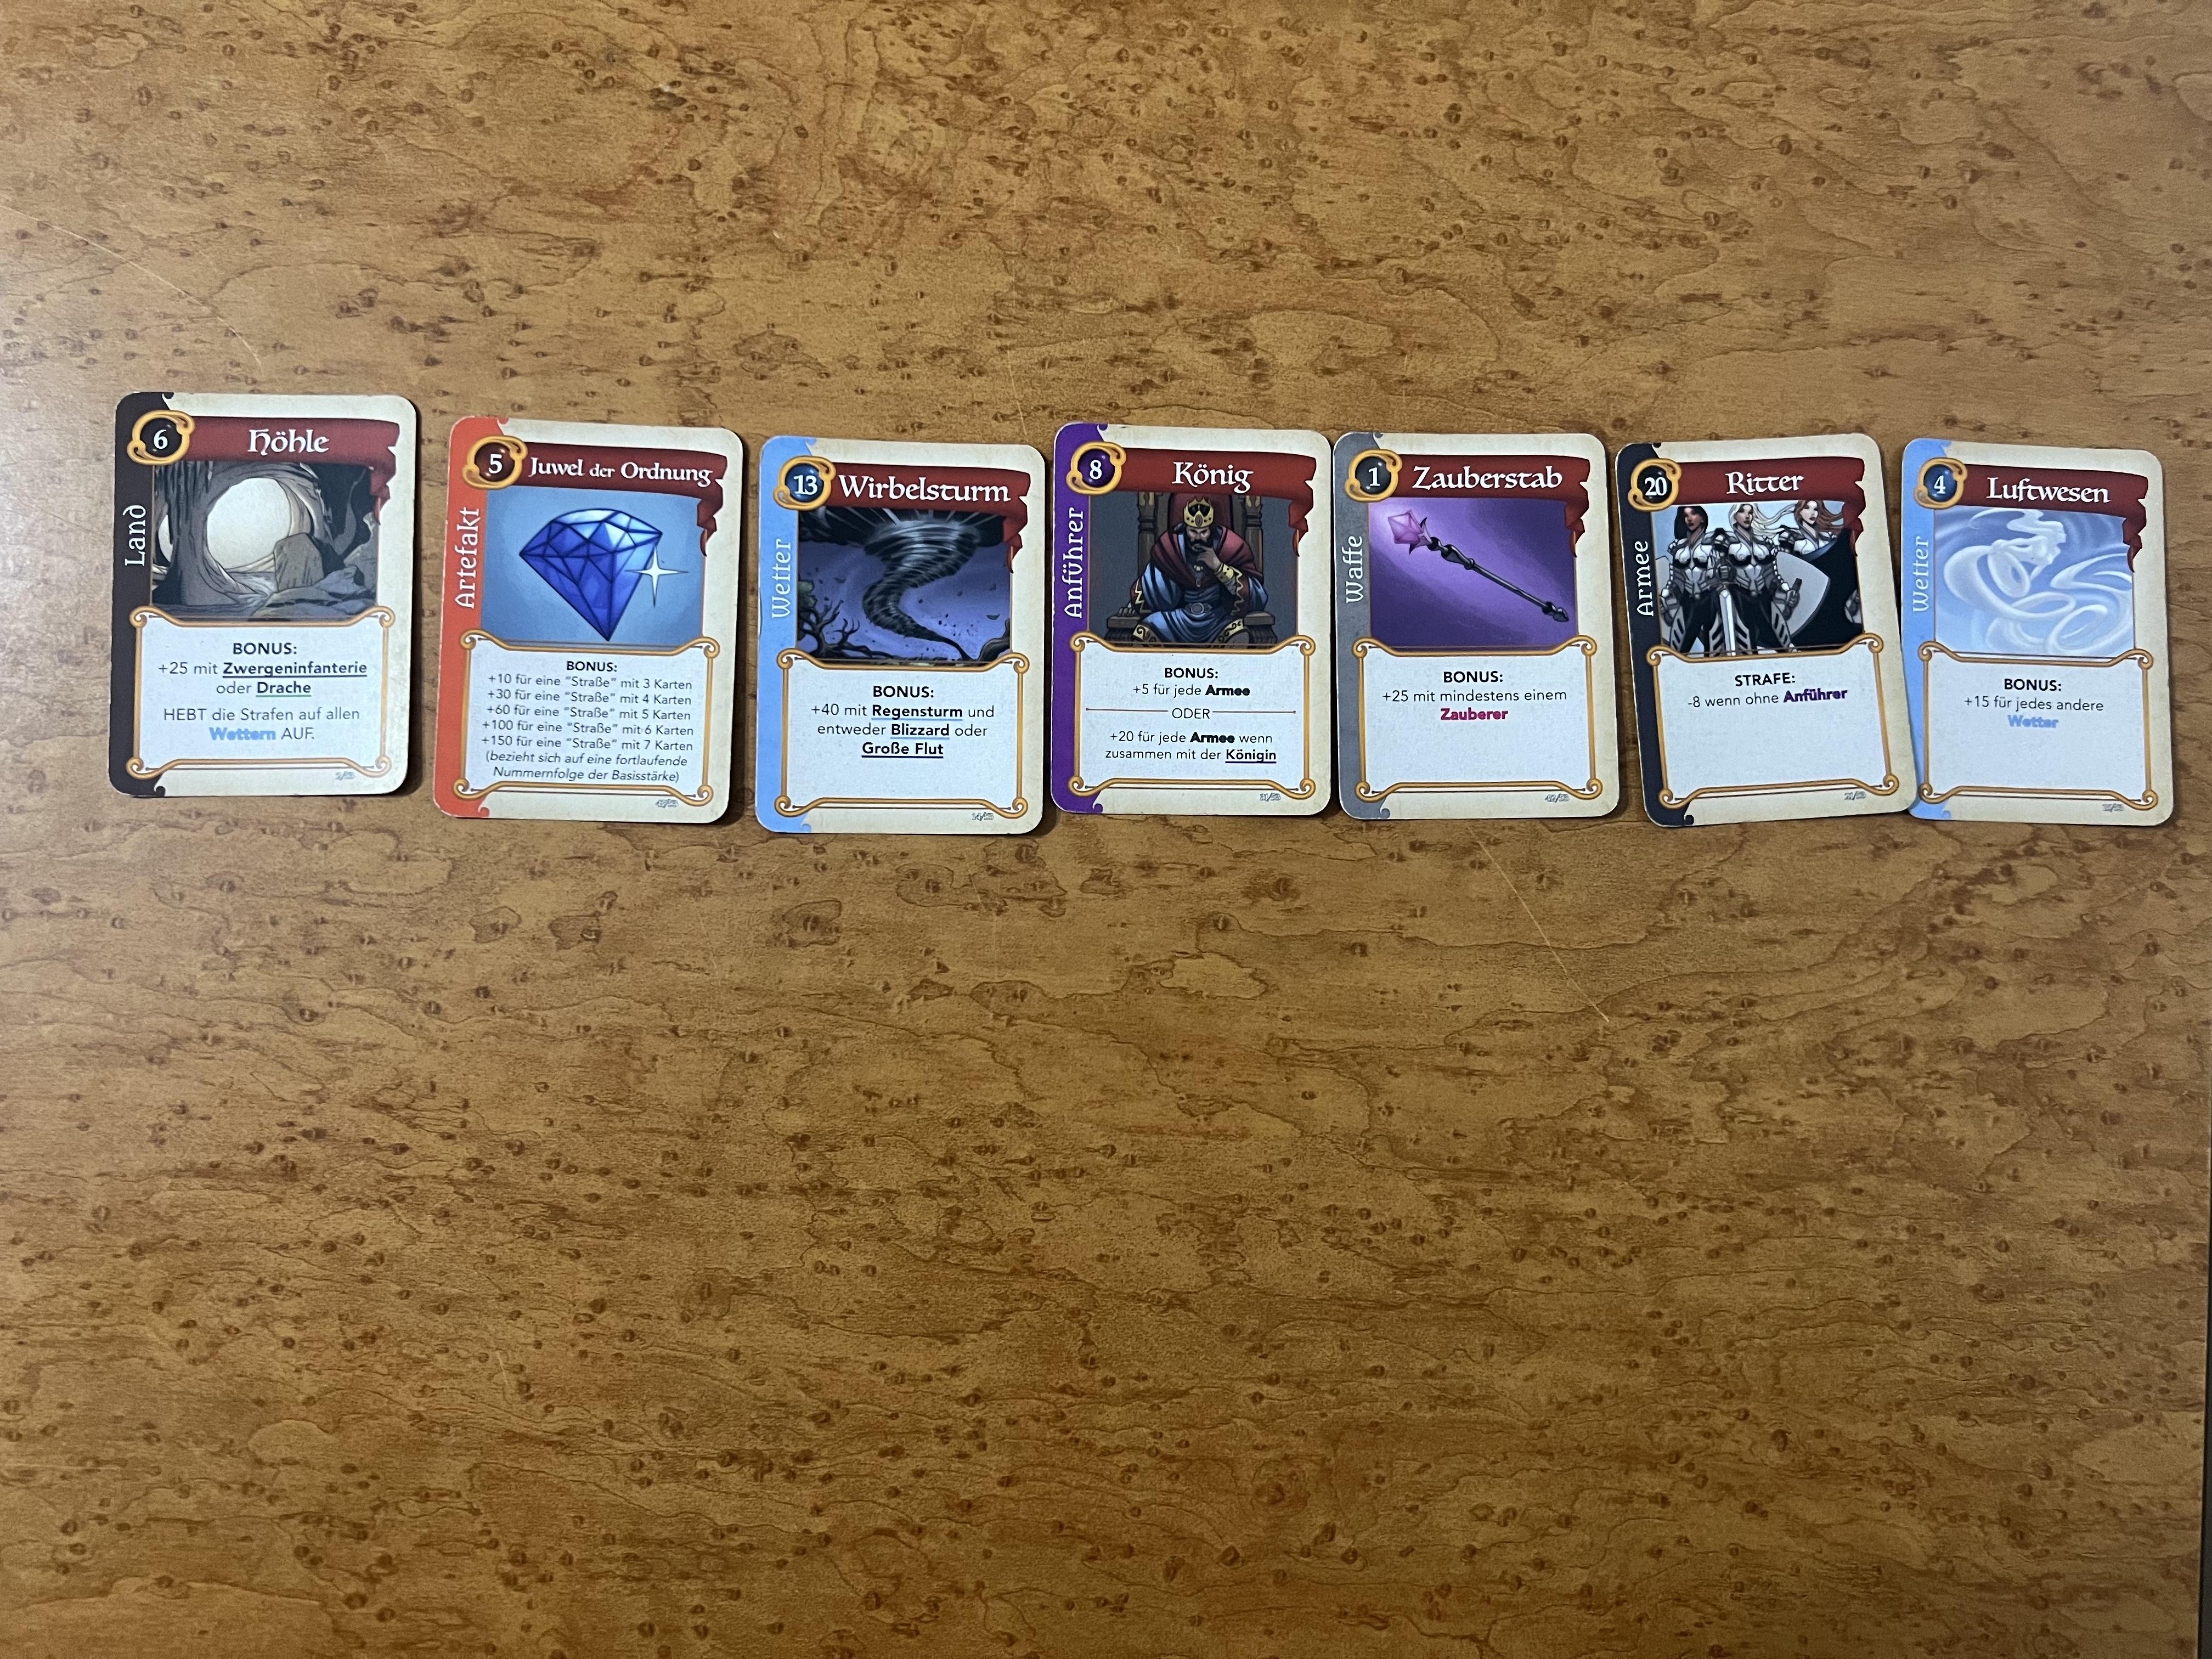 6
Höhle
Land
BONUS:
+25 mit Zwergeninfanterie
oder Drache
HEBT die Strafen auf allen
Wettern AUF.
5
Juwel der Ordnung
Artefakt
BONUS:
+10 für eine "Straße" mit 3 Karten
+30 für eine "Straße" mit 4 Karten
+60 für eine "Straße" mit 5 Karten
+100 für eine "Straße" mit 6 Karten
+150 für eine "Straße" mit 7 Karten
(bezieht sich auf eine fortlaufende
Nummernfolge der Basisstärke)
13
Wirbelsturm
Wetter
BONUS:
+40 mit Regensturm und
entweder Blizzard oder
Große Flut
14/53
8
König
Anführer
BONUS:
+5 für jede Armee
ODER
+20 für jede Armee wenn
zusammen mit der Königin
31/53
1
Zauberstab
Waffe
BONUS:
+25 mit mindestens einem
Zauberer
20
Ritter
Armee
STRAFE:
-8 wenn ohne Anführer
4
Luftwesen
Wetter
BONUS:
+15 für jedes andere
Wetter